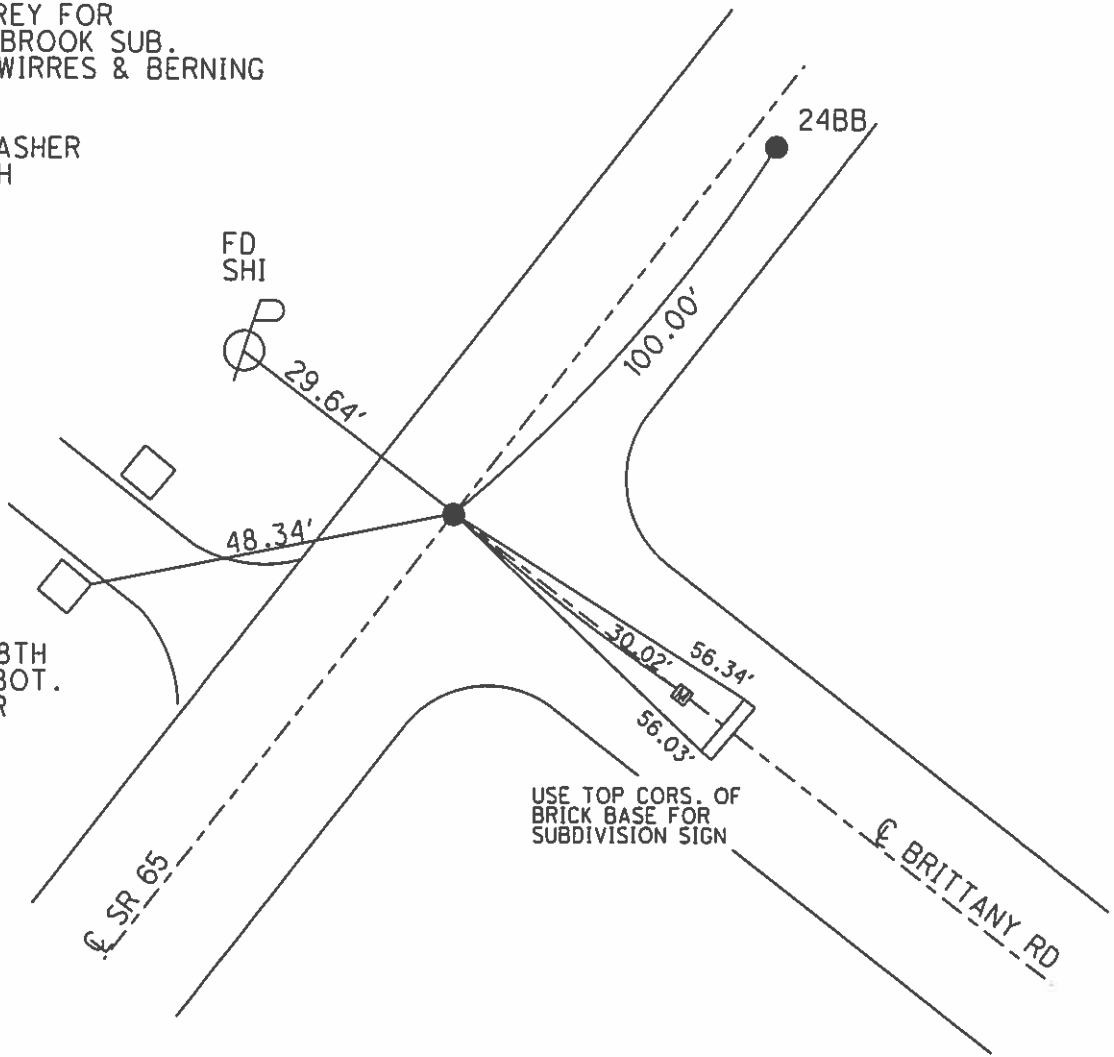 REY FOR
BROOK SUB.
WIRRES & BERNING
ASHER
H
24BB
FD
SHI
100.00'
29.64'
48.34'
30.02'
56.34'
56.03'
M
8TH
BOT.
R
USE TOP CORS. OF
BRICK BASE FOR
SUBDIVISION SIGN
℄ SR 65
℄ BRITTANY RD